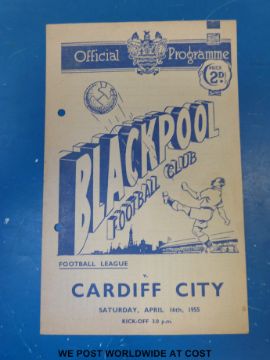 Official Programme
PRICE
2D.
BLACKPOOL
FOOTBALL CLUB
FOOTBALL LEAGUE
v
CARDIFF CITY
SATURDAY, APRIL 16th, 1955
KICK-OFF 3.0 p.m.
WE POST WORLDWIDE AT COST